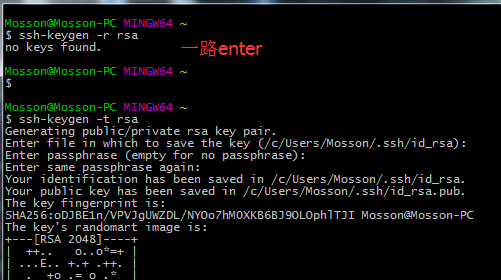 Mosson@Mosson-PC MINGW64 ~
$ ssh-keygen -r rsa
no keys found.
一路enter
Mosson@Mosson-PC MINGW64 ~
$
Mosson@Mosson-PC MINGW64 ~
$ ssh-keygen -t rsa
Generating public/private rsa key pair.
Enter file in which to save the key (/c/Users/Mosson/.ssh/id_rsa):
Enter passphrase (empty for no passphrase):
Enter same passphrase again:
Your identification has been saved in /c/Users/Mosson/.ssh/id_rsa.
Your public key has been saved in /c/Users/Mosson/.ssh/id_rsa.pub.
The key fingerprint is:
SHA256:oDJBE1n/VPVJgUWZDL/NYOo7hMOXKB6BJ9OLOphlTJI Mosson@Mosson-PC
The key's randomart image is:
+---[RSA 2048]----+
|  ++..   o..o*=+ |
| ...E.. +.+ .++. |
|  .  +o .= o .*  |